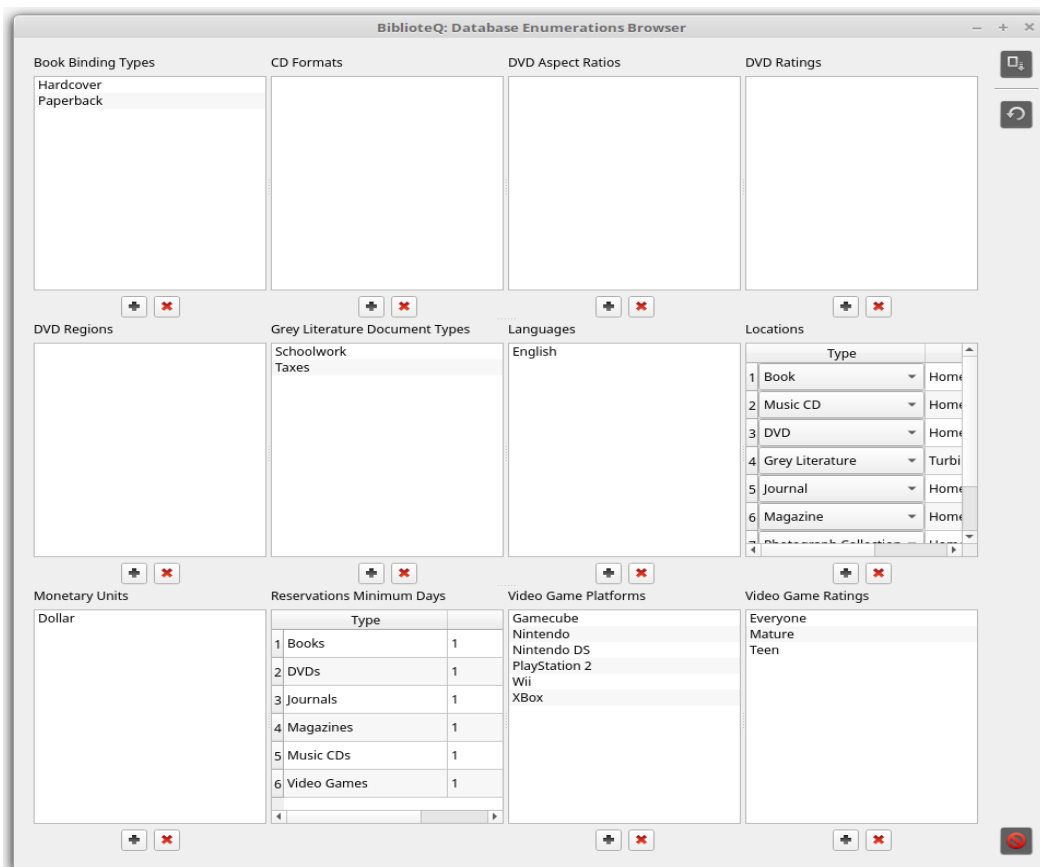 BiblioteQ: Database Enumerations Browser
Book Binding Types
Hardcover
Paperback
CD Formats
DVD Aspect Ratios
DVD Ratings
DVD Regions
Grey Literature Document Types
Schoolwork
Taxes
Languages
English
Locations
Type
1 Book Home
2 Music CD Home
3 DVD Home
4 Grey Literature Turbi
5 Journal Home
6 Magazine Home
7 Photograph Collection Home
Monetary Units
Dollar
Reservations Minimum Days
Type
1 Books 1
2 DVDs 1
3 Journals 1
4 Magazines 1
5 Music CDs 1
6 Video Games 1
Video Game Platforms
Gamecube
Nintendo
Nintendo DS
PlayStation 2
Wii
XBox
Video Game Ratings
Everyone
Mature
Teen